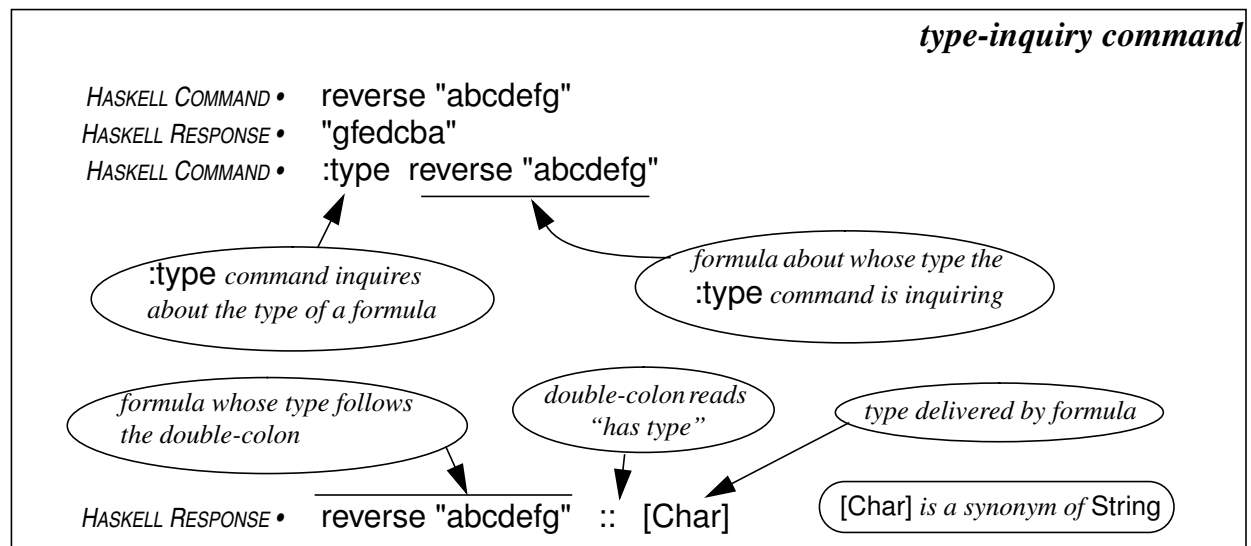 type-inquiry command
HASKELL COMMAND • reverse "abcdefg"
HASKELL RESPONSE • "gfedcba"
HASKELL COMMAND • :type reverse "abcdefg"
:type command inquires
about the type of a formula
formula about whose type the
:type command is inquiring
formula whose type follows
the double-colon
double-colon reads
“has type”
type delivered by formula
HASKELL RESPONSE • reverse "abcdefg" :: [Char]
[Char] is a synonym of String